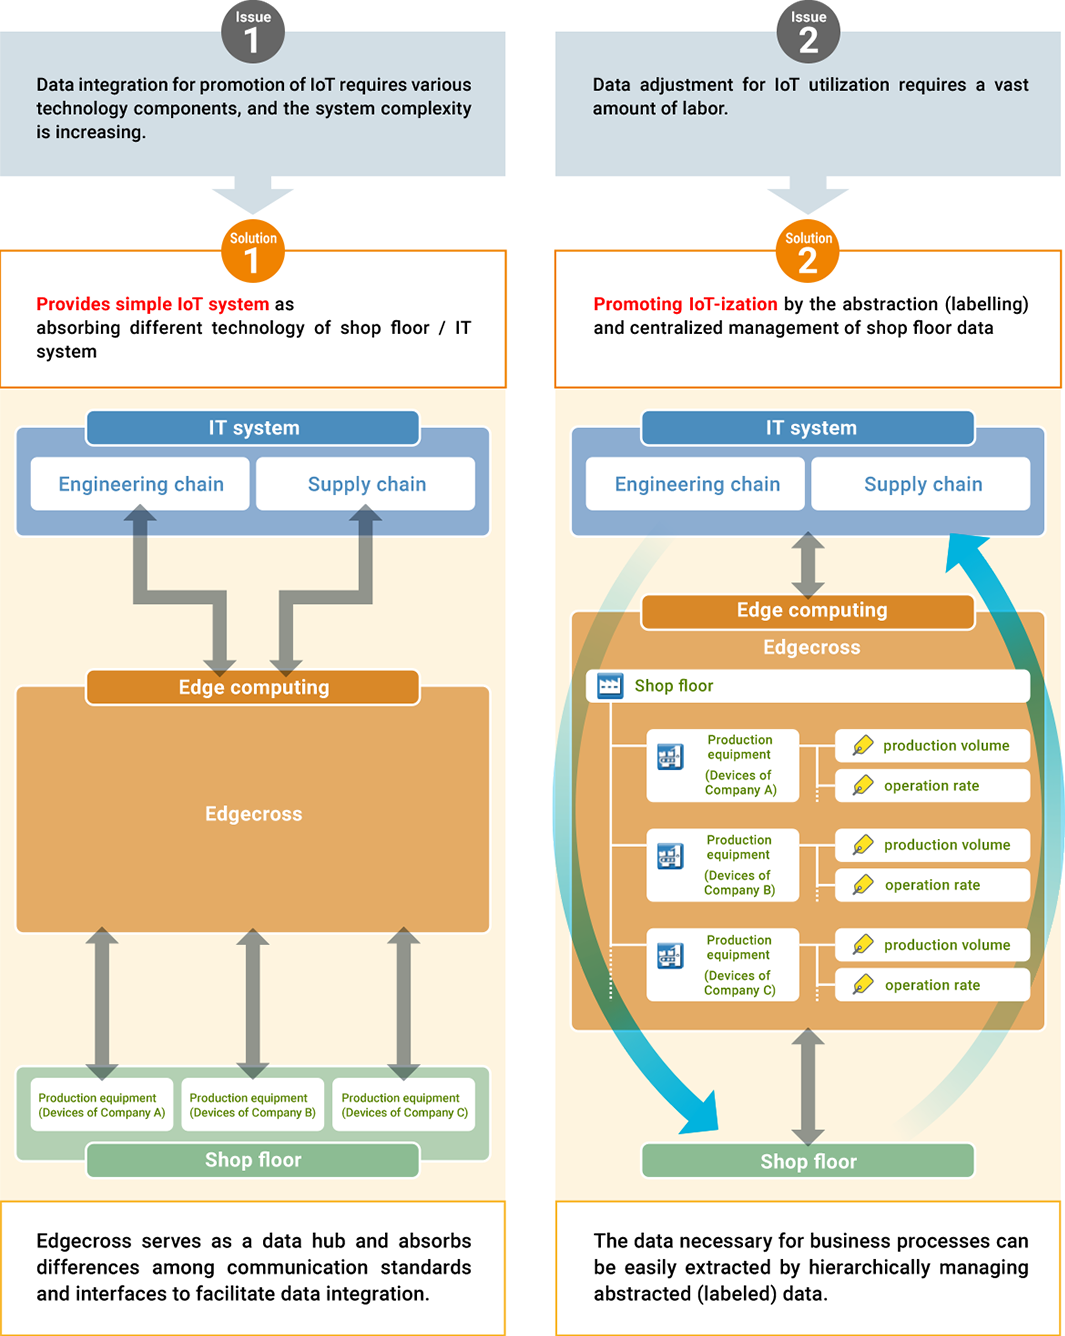 Issue
1
Data integration for promotion of IoT requires various
technology components, and the system complexity
is increasing.
Solution
1
Provides simple IoT system as
absorbing different technology of shop floor / IT
system
IT system
Engineering chain
Supply chain
Edge computing
Edgecross
Production equipment
(Devices of Company A)
Production equipment
(Devices of Company B)
Production equipment
(Devices of Company C)
Shop floor
Edgecross serves as a data hub and absorbs
differences among communication standards
and interfaces to facilitate data integration.
Issue
2
Data adjustment for IoT utilization requires a vast
amount of labor.
Solution
2
Promoting IoT-ization by the abstraction (labelling)
and centralized management of shop floor data
IT system
Engineering chain
Supply chain
Edge computing
Edgecross
Shop floor
Production
equipment
(Devices of
Company A)
production volume
operation rate
Production
equipment
(Devices of
Company B)
production volume
operation rate
Production
equipment
(Devices of
Company C)
production volume
operation rate
Shop floor
The data necessary for business processes can
be easily extracted by hierarchically managing
abstracted (labeled) data.